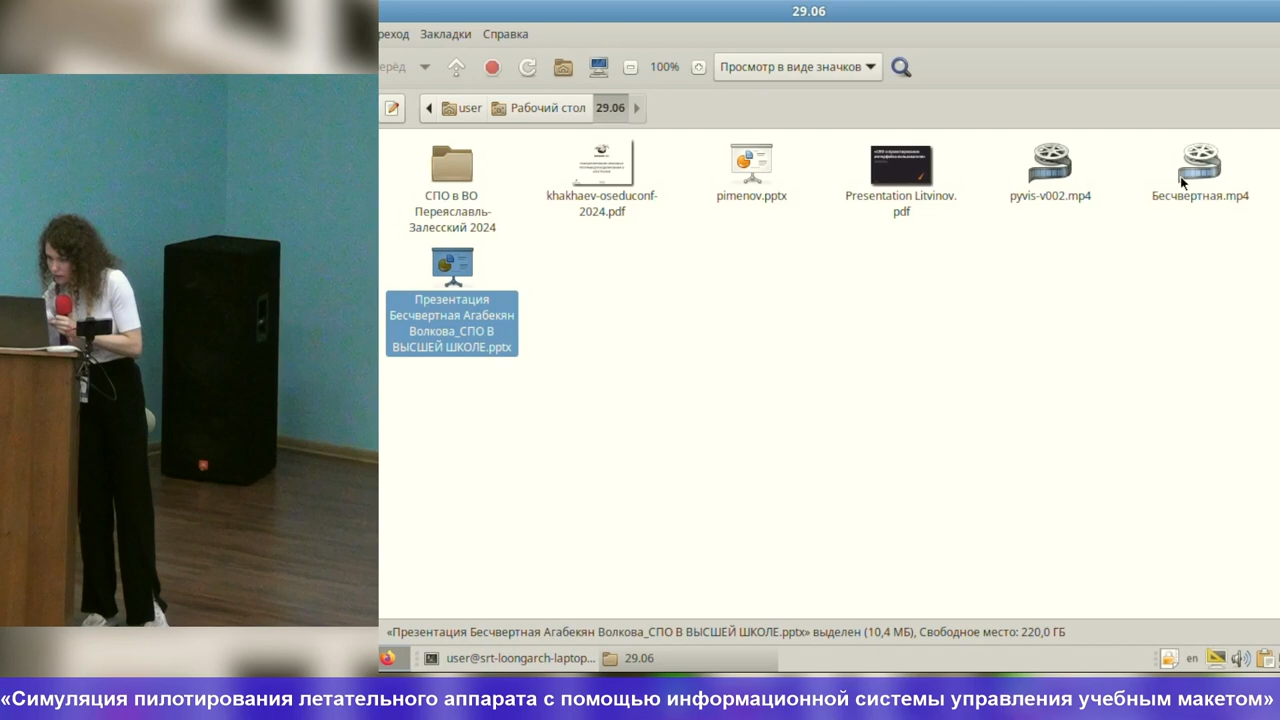 29.06
реход Закладки Справка
ерёд 100% Просмотр в виде значков
user Рабочий стол 29.06
СПО в ВО
Переяславль-
Залесский 2024
khakhaev-oseduconf-
2024.pdf
pimenov.pptx
Presentation Litvinov.
pdf
pyvis-v002.mp4
Бесчвертная.mp4
Презентация
Бесчвертная Агабекян
Волкова_СПО В
ВЫСШЕЙ ШКОЛЕ.pptx
«Презентация Бесчвертная Агабекян Волкова_СПО В ВЫСШЕЙ ШКОЛЕ.pptx» выделен (10,4 МБ), Свободное место: 220,0 ГБ
user@srt-loongarch-laptop... 29.06 en
«Симуляция пилотирования летательного аппарата с помощью информационной системы управления учебным макетом»